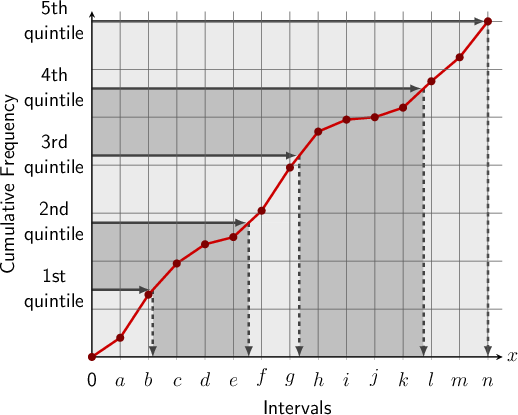 5th
quintile
4th
quintile
3rd
quintile
2nd
quintile
1st
quintile
Cumulative Frequency
0 a b c d e f g h i j k l m n
x
Intervals